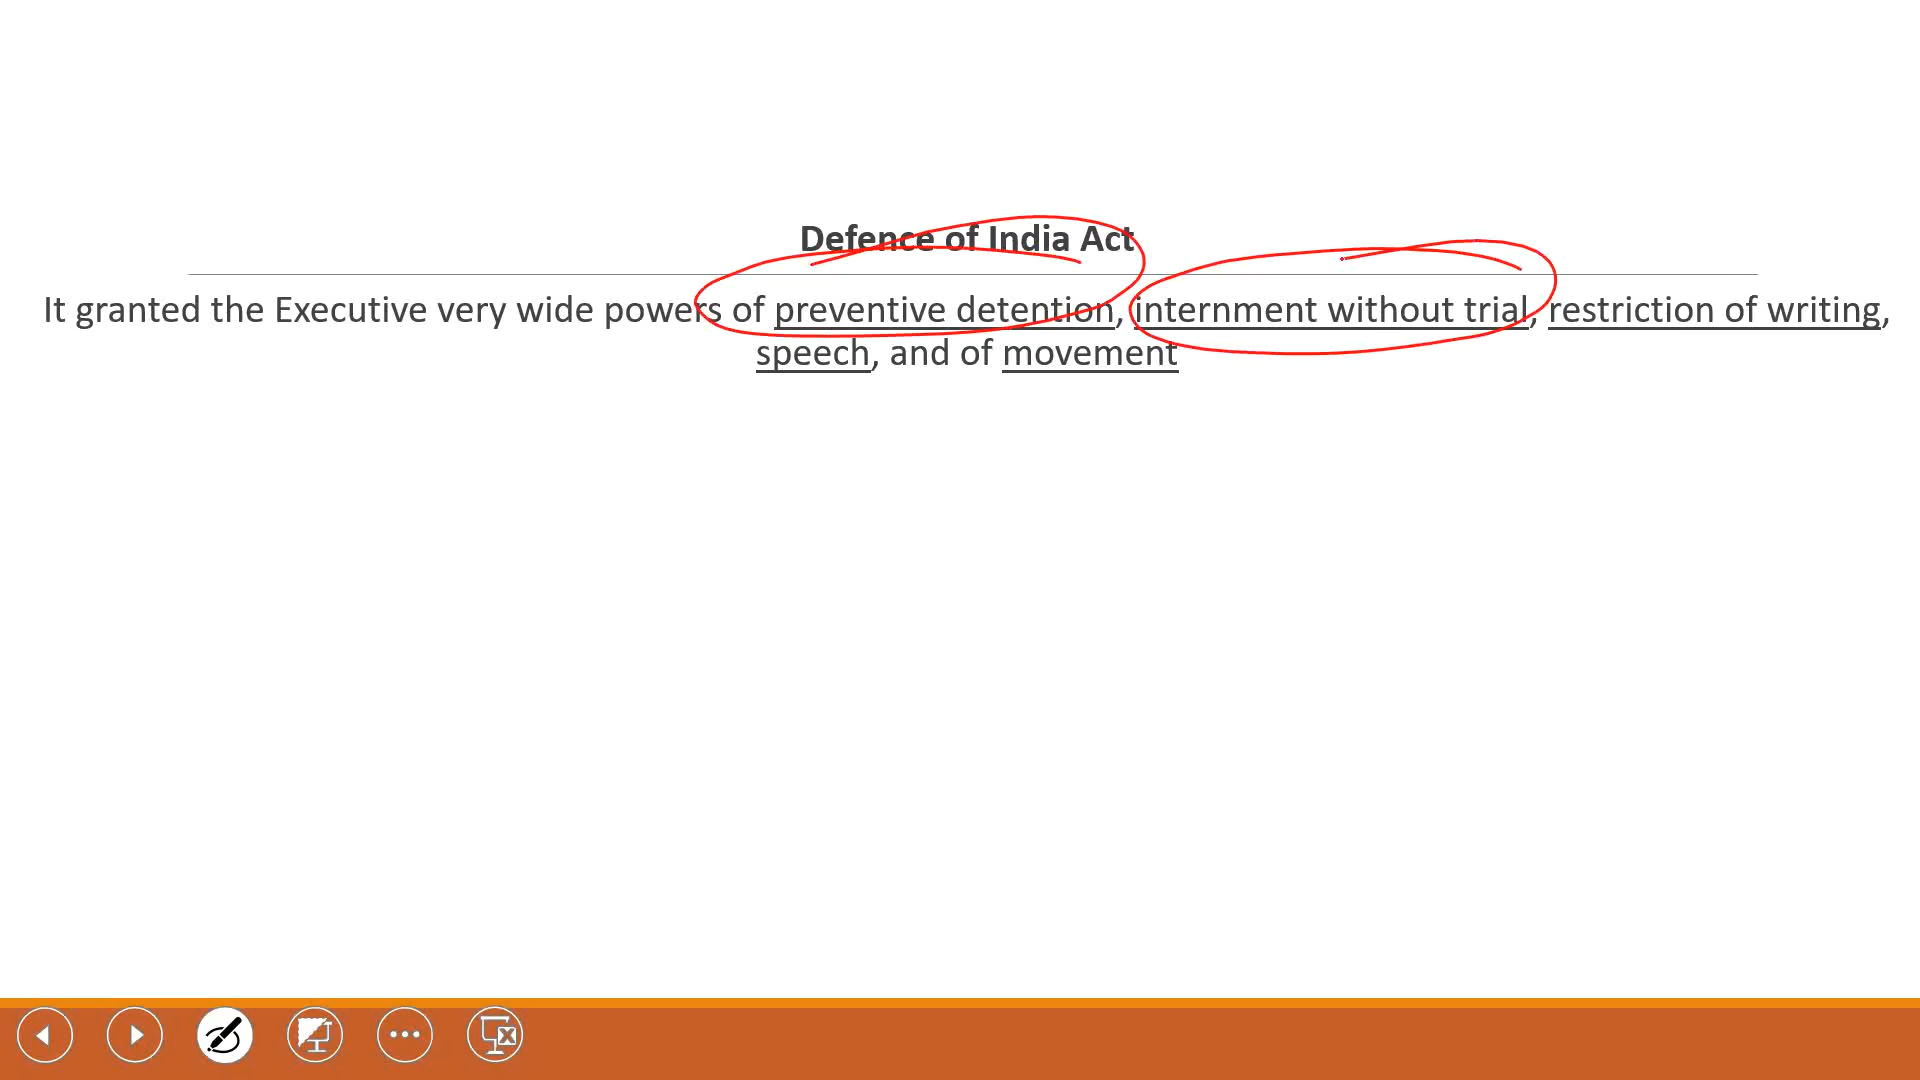 Defence of India Act
It granted the Executive very wide powers of preventive detention, internment without trial, restriction of writing,
speech, and of movement